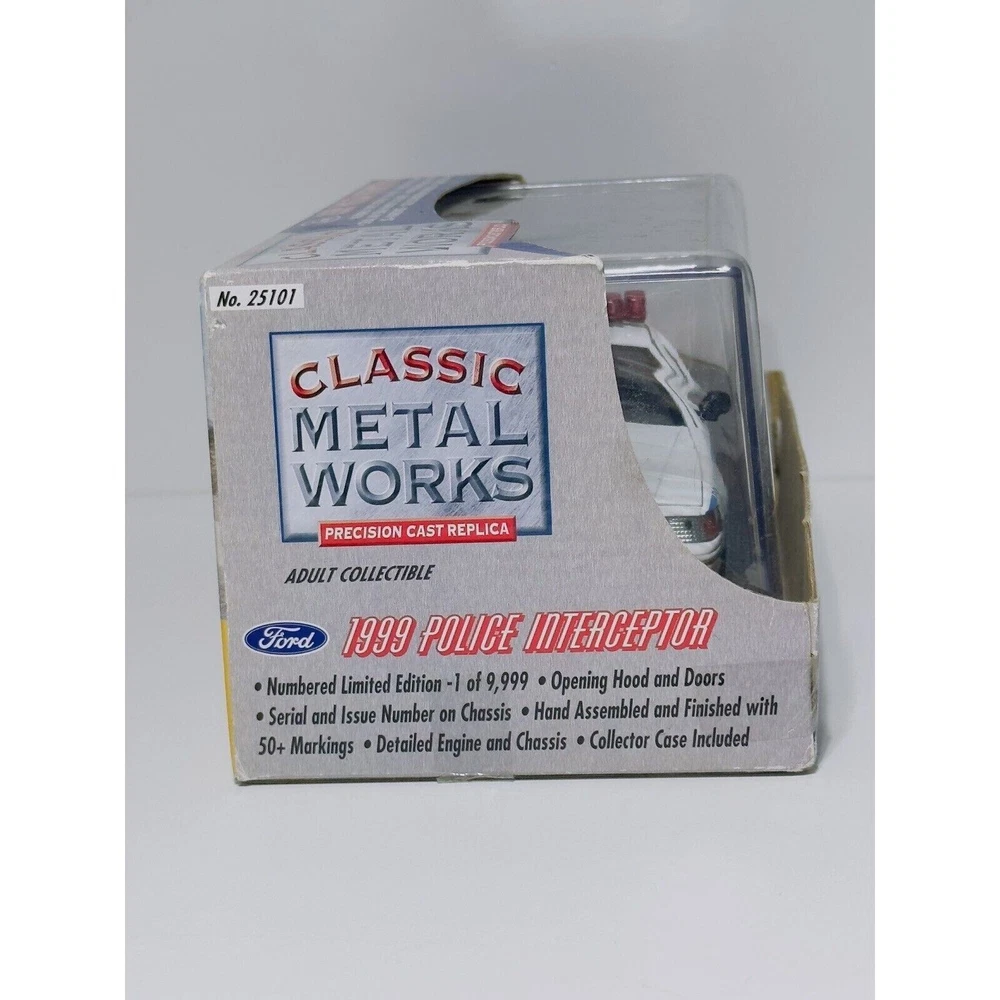 No. 25101
CLASSIC
METAL
WORKS
PRECISION CAST REPLICA
ADULT COLLECTIBLE
Ford 1999 POLICE INTERCEPTOR
• Numbered Limited Edition -1 of 9,999 • Opening Hood and Doors
• Serial and Issue Number on Chassis • Hand Assembled and Finished with
50+ Markings • Detailed Engine and Chassis • Collector Case Included